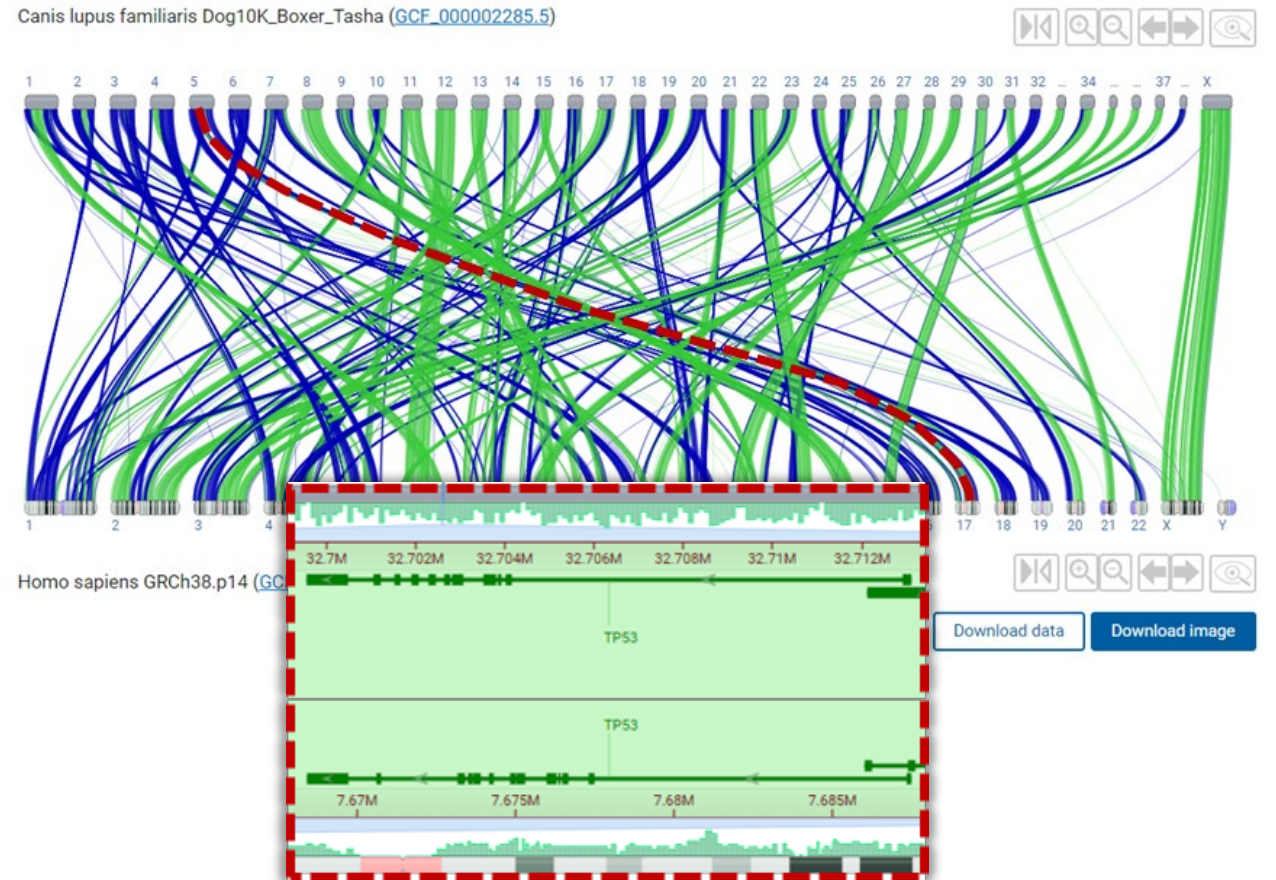 Canis lupus familiaris Dog10K_Boxer_Tasha (GCF_000002285.5)
1 2 3 4 5 6 7 8 9 10 11 12 13 14 15 16 17 18 19 20 21 22 23 24 25 26 27 28 29 30 31 32 ... 34 ... ... 37 ... X
1 2 3 4 17 18 19 20 21 22 X Y
32.7M 32.702M 32.704M 32.706M 32.708M 32.71M 32.712M
Homo sapiens GRCh38.p14 (GC
Download data Download image
TP53
TP53
7.67M 7.675M 7.68M 7.685M